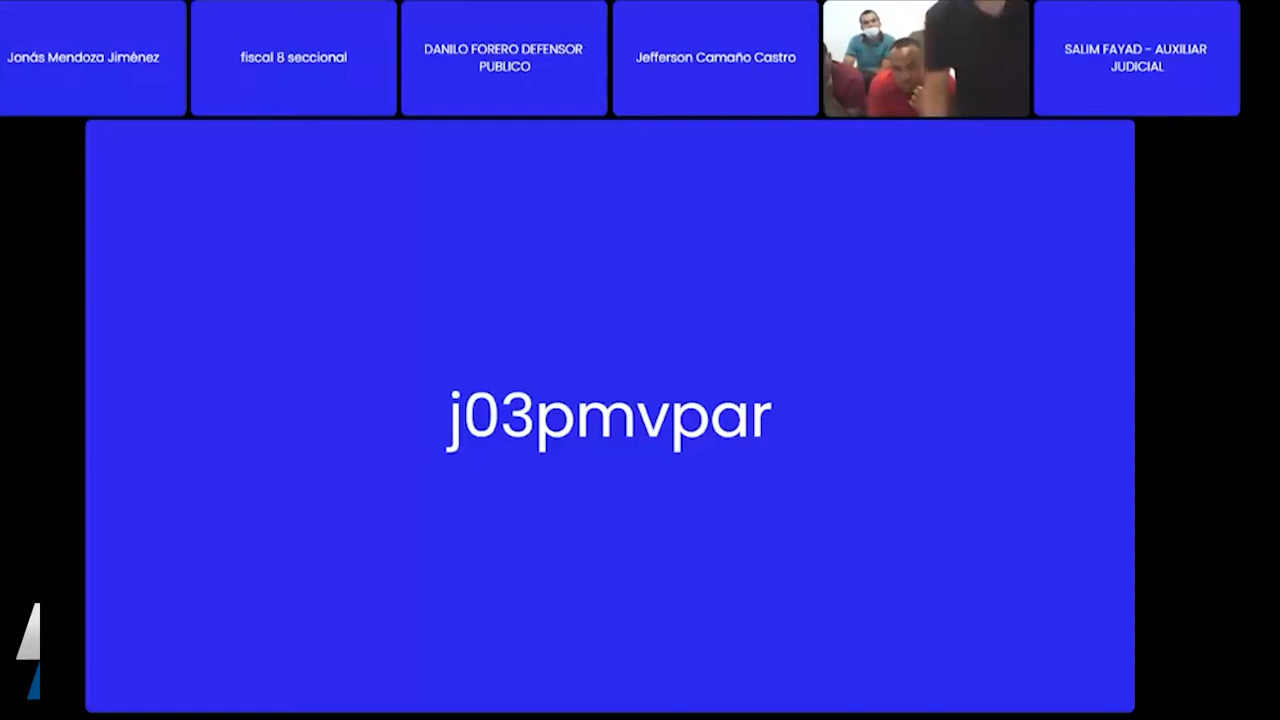 Jonás Mendoza Jiménez
fiscal 8 seccional
DANILO FORERO DEFENSOR
PUBLICO
Jefferson Camaño Castro
SALIM FAYAD - AUXILIAR
JUDICIAL
j03pmvpar